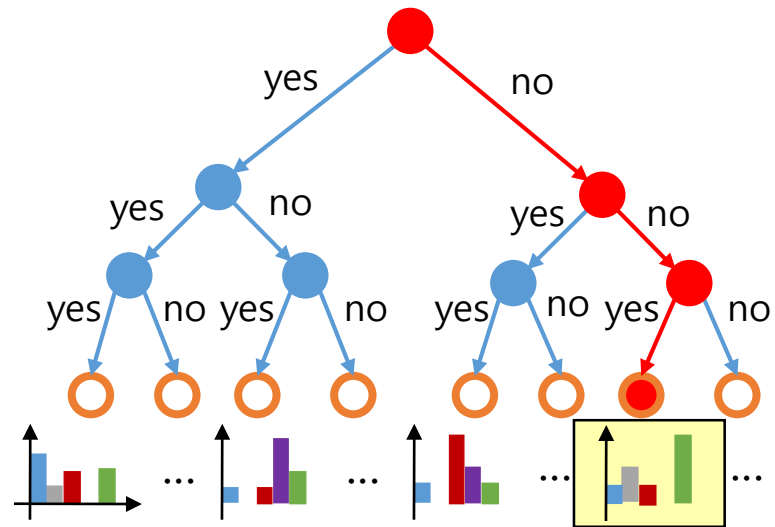 yes
no
yes
no
yes
no
yes
no
yes
no
yes
no
yes
no
...
...
...
...